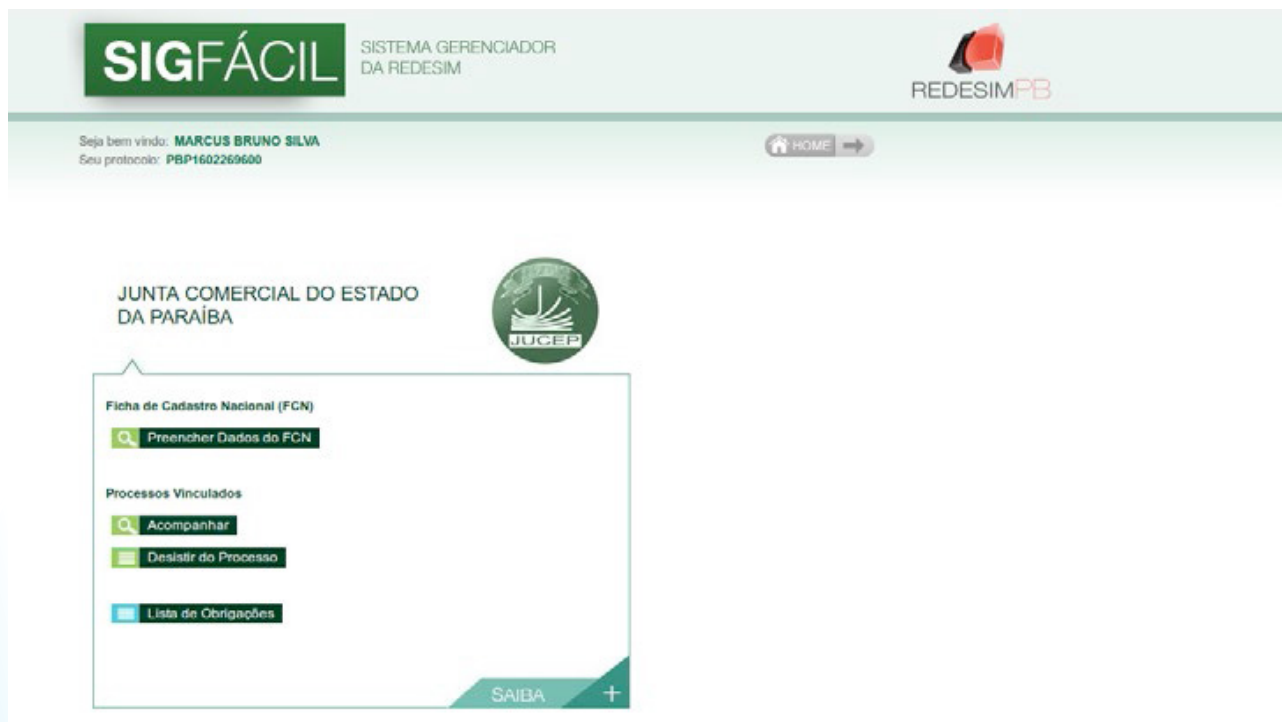 SIGFÁCIL
SISTEMA GERENCIADOR
DA REDESIM
REDESIMPB
Seja bem vindo: MARCUS BRUNO SILVA
Seu protocolo: PBP1602269600
HOME
JUNTA COMERCIAL DO ESTADO
DA PARAÍBA
JUCEP
Ficha de Cadastro Nacional (FCN)
Preencher Dados do FCN
Processos Vinculados
Acompanhar
Desistir do Processo
Lista de Obrigações
SAIBA +